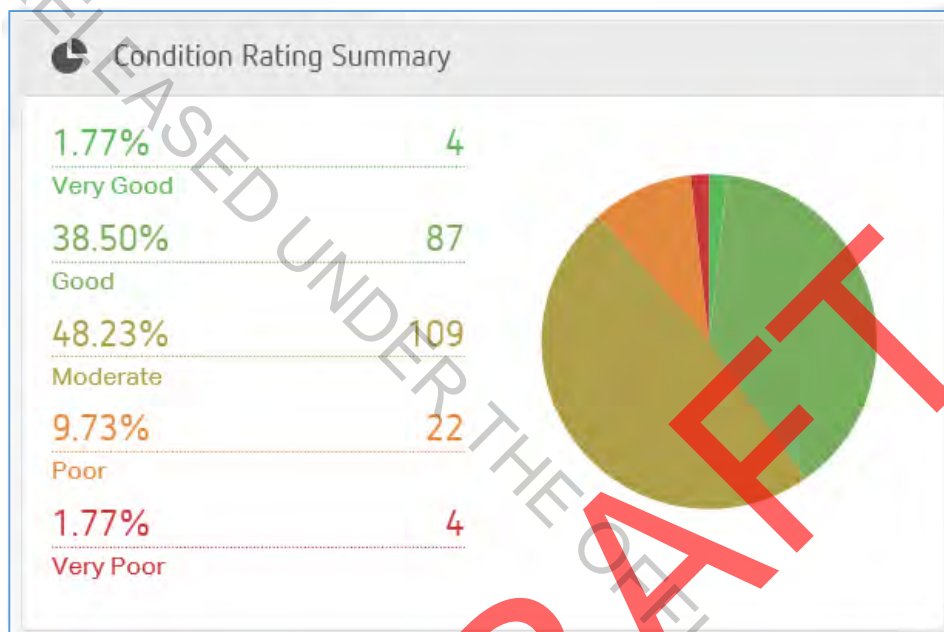 Condition Rating Summary
1.77% 4
Very Good
38.50% 87
Good
48.23% 109
Moderate
9.73% 22
Poor
1.77% 4
Very Poor
RELEASED UNDER THE OFFI
DRAFT